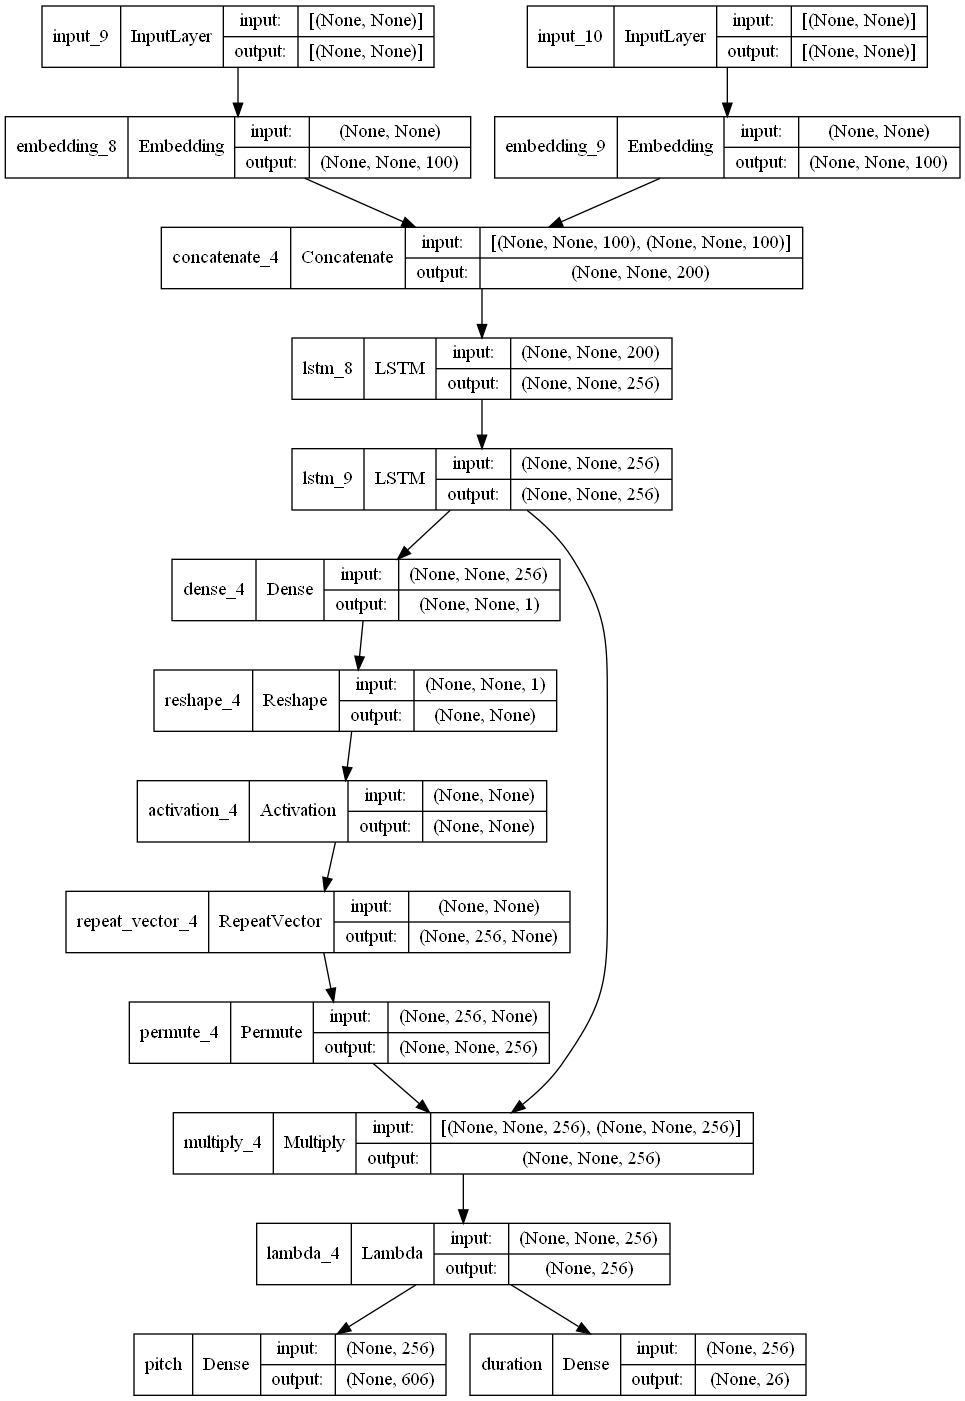 input_9 InputLayer input: [(None, None)]
output: [(None, None)]
input_10 InputLayer input: [(None, None)]
output: [(None, None)]
embedding_8 Embedding input: (None, None)
output: (None, None, 100)
embedding_9 Embedding input: (None, None)
output: (None, None, 100)
concatenate_4 Concatenate input: [(None, None, 100), (None, None, 100)]
output: (None, None, 200)
lstm_8 LSTM input: (None, None, 200)
output: (None, None, 256)
lstm_9 LSTM input: (None, None, 256)
output: (None, None, 256)
dense_4 Dense input: (None, None, 256)
output: (None, None, 1)
reshape_4 Reshape input: (None, None, 1)
output: (None, None)
activation_4 Activation input: (None, None)
output: (None, None)
repeat_vector_4 RepeatVector input: (None, None)
output: (None, 256, None)
permute_4 Permute input: (None, 256, None)
output: (None, None, 256)
multiply_4 Multiply input: [(None, None, 256), (None, None, 256)]
output: (None, None, 256)
lambda_4 Lambda input: (None, None, 256)
output: (None, 256)
pitch Dense input: (None, 256)
output: (None, 606)
duration Dense input: (None, 256)
output: (None, 26)